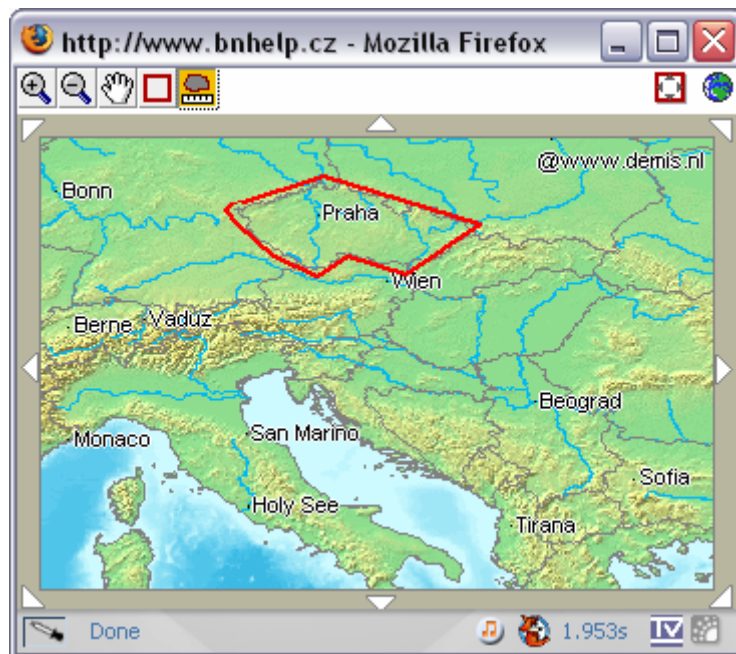 http://www.bnhelp.cz - Mozilla Firefox
@www.demis.nl
Bonn
Praha
Wien
Berne
Vaduz
Beograd
Monaco
San Marino
Sofia
Holy See
Tirana
Done
1.953s